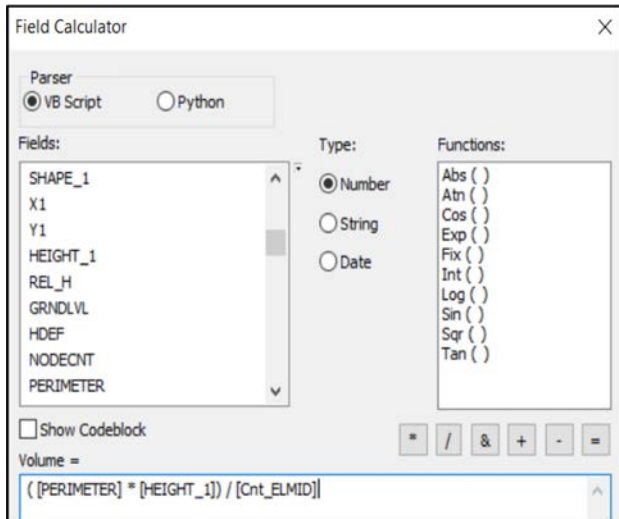 Field Calculator
Parser
VB Script Python
Fields: Type: Functions:
SHAPE_1
X1
Y1
HEIGHT_1
REL_H
GRNDLVL
HDEF
NODECNT
PERIMETER
Number
String
Date
Abs ( )
Atn ( )
Cos ( )
Exp ( )
Fix ( )
Int ( )
Log ( )
Sin ( )
Sqr ( )
Tan ( )
Show Codeblock
* / & + - =
Volume =
( [PERIMETER] * [HEIGHT_1]) / [Cnt_ELMID]